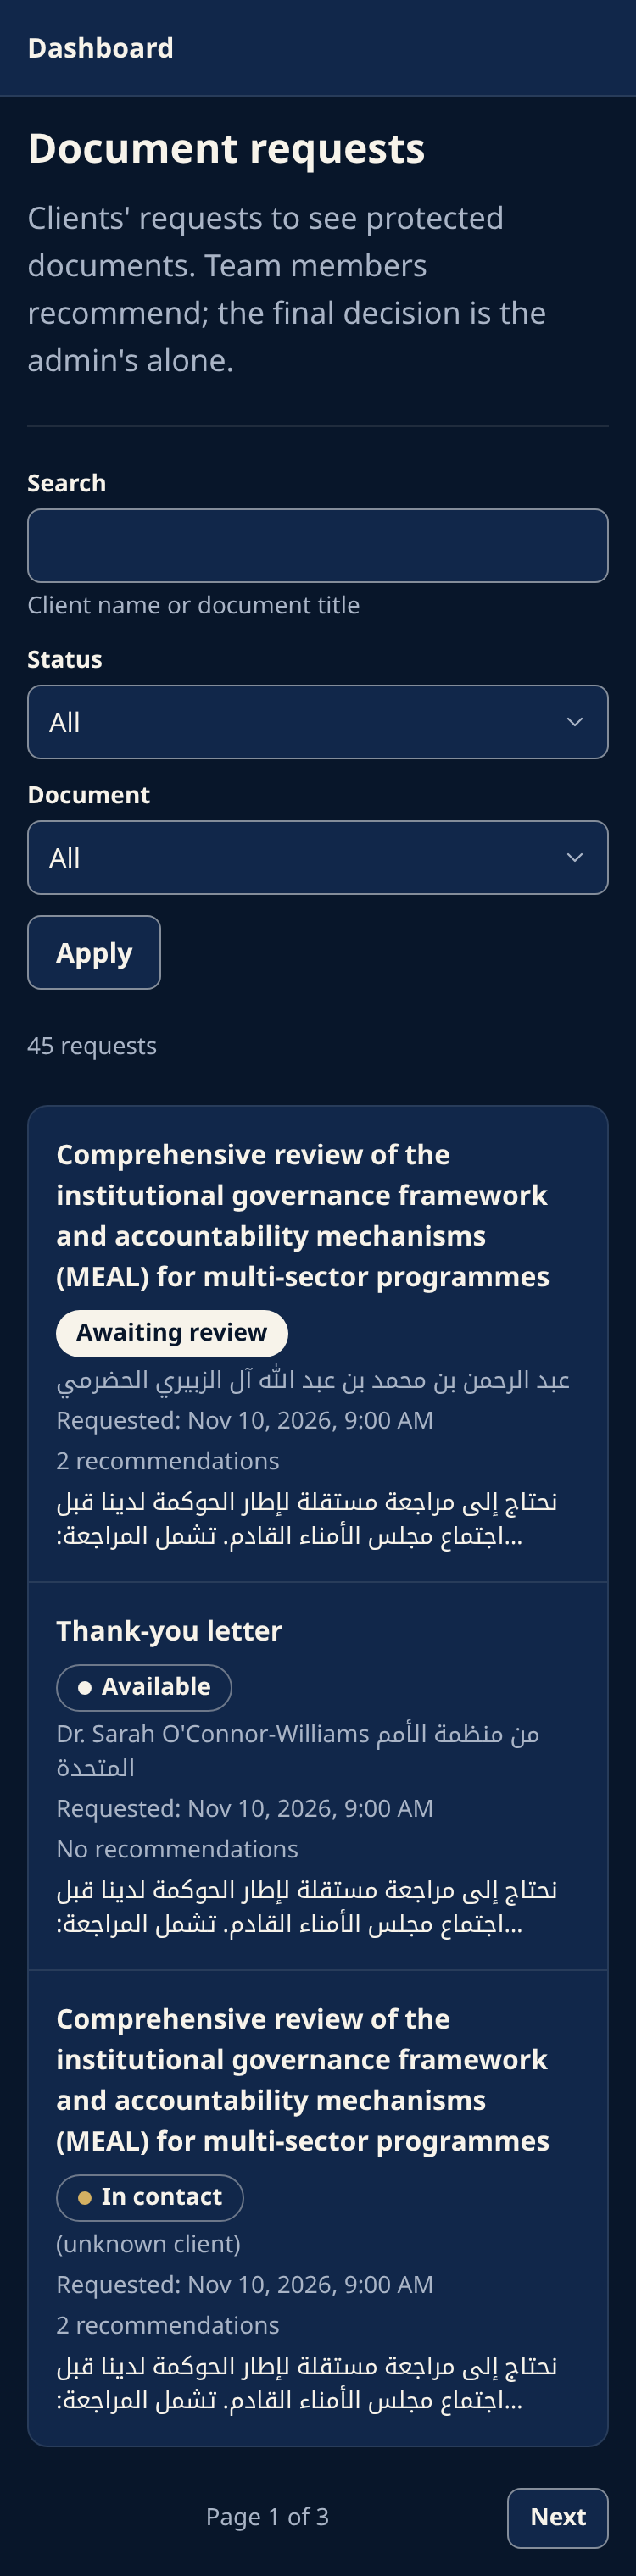 Dashboard
Document requests
Clients' requests to see protected
documents. Team members
recommend; the final decision is the
admin's alone.
Search
Client name or document title
Status
All
Document
All
Apply
45 requests
Comprehensive review of the
institutional governance framework
and accountability mechanisms
(MEAL) for multi-sector programmes
Awaiting review
عبد الرحمن بن محمد بن عبد الله آل الزبيري الحضرمي
Requested: Nov 10, 2026, 9:00 AM
2 recommendations
نحتاج إلى مراجعة مستقلة لإطار الحوكمة لدينا قبل
اجتماع مجلس الأمناء القادم. تشمل المراجعة:…
Thank-you letter
Available
Dr. Sarah O'Connor-Williams من منظمة الأمم
المتحدة
Requested: Nov 10, 2026, 9:00 AM
No recommendations
نحتاج إلى مراجعة مستقلة لإطار الحوكمة لدينا قبل
اجتماع مجلس الأمناء القادم. تشمل المراجعة:…
Comprehensive review of the
institutional governance framework
and accountability mechanisms
(MEAL) for multi-sector programmes
In contact
(unknown client)
Requested: Nov 10, 2026, 9:00 AM
2 recommendations
نحتاج إلى مراجعة مستقلة لإطار الحوكمة لدينا قبل
اجتماع مجلس الأمناء القادم. تشمل المراجعة:…
Page 1 of 3
Next